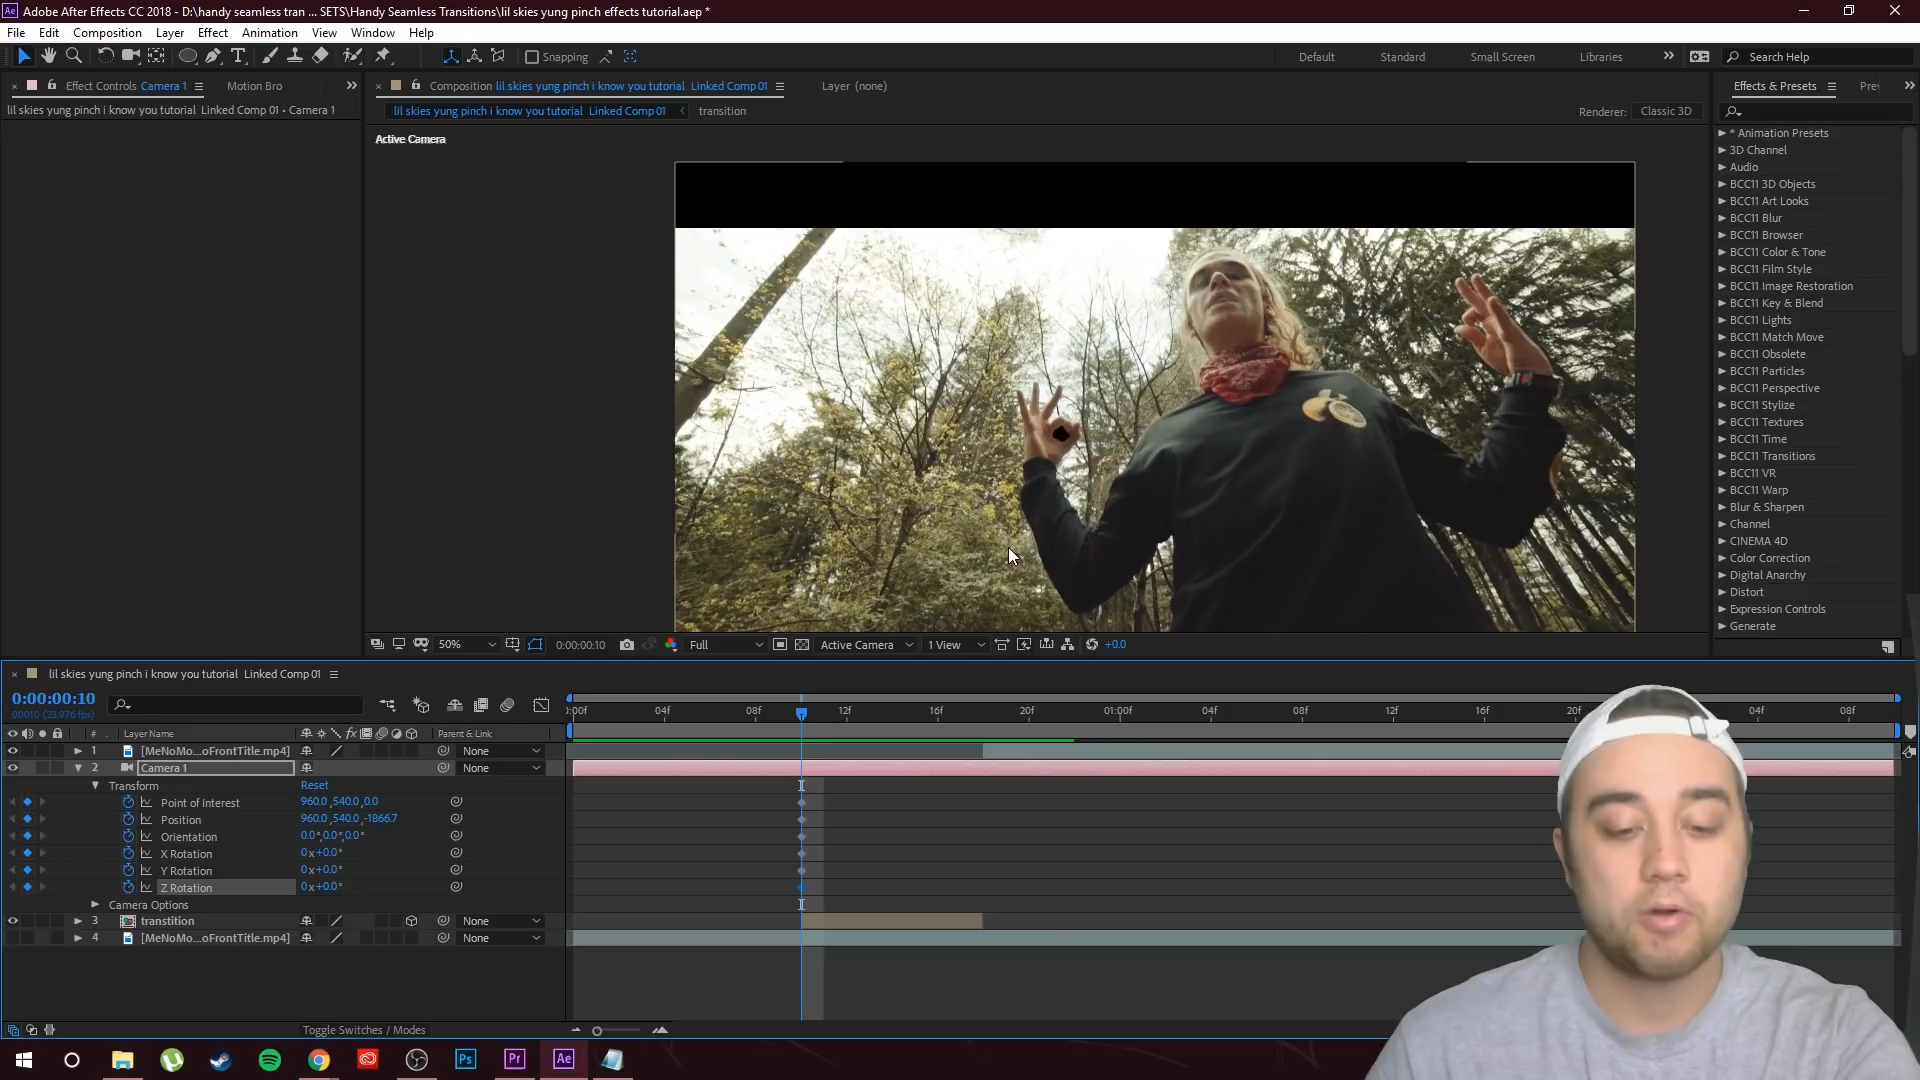 Adobe After Effects CC 2018 - D:\handy seamless tran ... SETS\Handy Seamless Transitions\lil skies yung pinch effects tutorial.aep *
File Edit Composition Layer Effect Animation View Window Help
Snapping
Default Standard Small Screen Libraries
Search Help
Effect Controls Camera 1
Motion Bro
lil skies yung pinch i know you tutorial Linked Comp 01 • Camera 1
Composition lil skies yung pinch i know you tutorial Linked Comp 01
Layer (none)
lil skies yung pinch i know you tutorial Linked Comp 01
transition
Renderer: Classic 3D
Active Camera
50%
0:00:00:10
Full
Active Camera
1 View
+0.0
Effects & Presets
* Animation Presets
3D Channel
Audio
BCC11 3D Objects
BCC11 Art Looks
BCC11 Blur
BCC11 Browser
BCC11 Color & Tone
BCC11 Film Style
BCC11 Image Restoration
BCC11 Key & Blend
BCC11 Lights
BCC11 Match Move
BCC11 Obsolete
BCC11 Particles
BCC11 Perspective
BCC11 Stylize
BCC11 Textures
BCC11 Time
BCC11 Transitions
BCC11 VR
BCC11 Warp
Blur & Sharpen
Channel
CINEMA 4D
Color Correction
Digital Anarchy
Distort
Expression Controls
Generate
lil skies yung pinch i know you tutorial Linked Comp 01
0:00:00:10
00010 (23.976 fps)
# Layer Name Parent & Link
:00f 04f 08f 12f 16f 20f 01:00f 04f 08f 12f 16f 20f 04f 08f
1 [MeNoMo...oFrontTitle.mp4] None
2 Camera 1 None
Transform Reset
Point of Interest 960.0,540.0,0.0
Position 960.0,540.0,-1866.7
Orientation 0.0°,0.0°,0.0°
X Rotation 0x+0.0°
Y Rotation 0x+0.0°
Z Rotation 0x+0.0°
Camera Options
3 transtition None
4 [MeNoMo...oFrontTitle.mp4] None
Toggle Switches / Modes
Ps Pr Ae